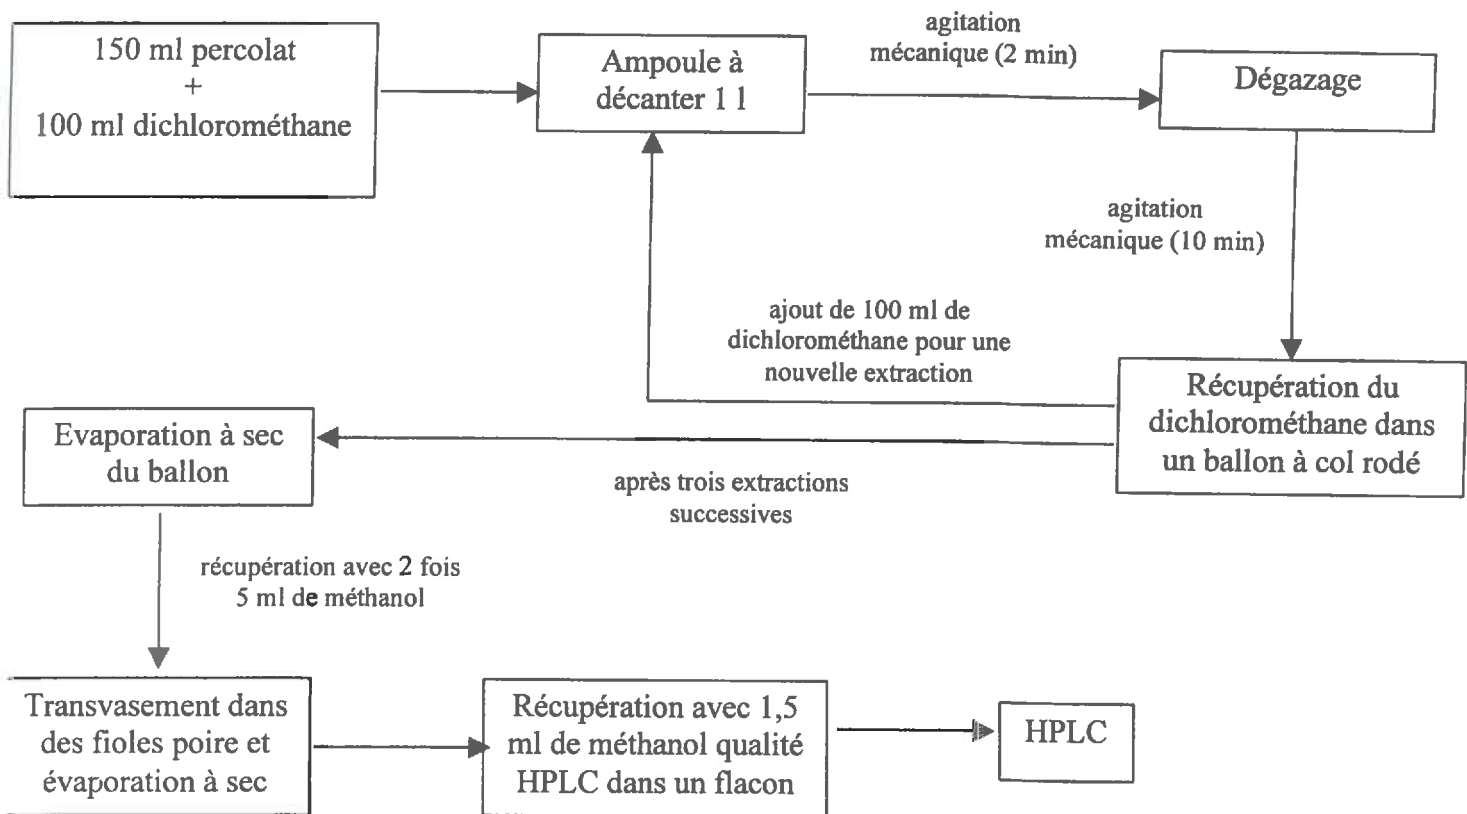 150 ml percolat
+
100 ml dichlorométhane
Ampoule à
décanter 1 l
agitation
mécanique (2 min)
Dégazage
agitation
mécanique (10 min)
ajout de 100 ml de
dichlorométhane pour une
nouvelle extraction
Récupération du
dichlorométhane dans
un ballon à col rodé
Evaporation à sec
du ballon
après trois extractions
successives
récupération avec 2 fois
5 ml de méthanol
Transvasement dans
des fioles poire et
évaporation à sec
Récupération avec 1,5
ml de méthanol qualité
HPLC dans un flacon
HPLC